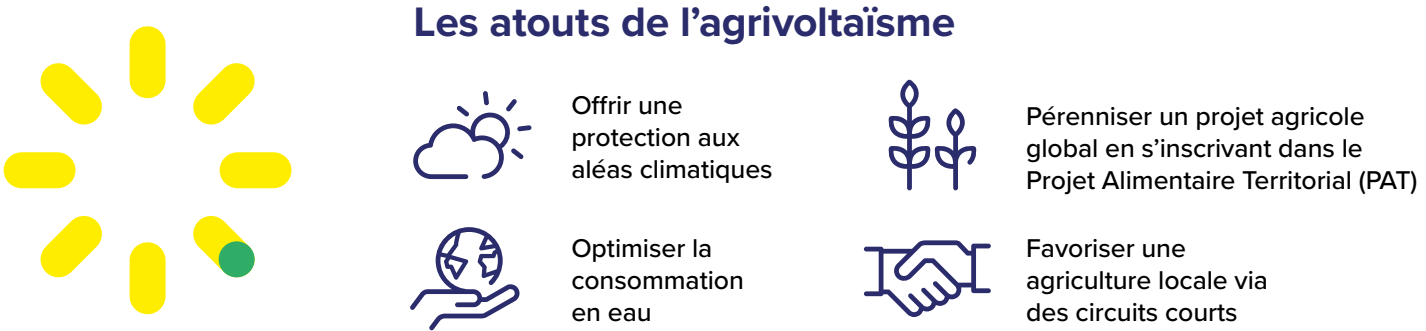 Les atouts de l’agrivoltaïsme
Offrir une
protection aux
aléas climatiques
Pérenniser un projet agricole
global en s’inscrivant dans le
Projet Alimentaire Territorial (PAT)
Optimiser la
consommation
en eau
Favoriser une
agriculture locale via
des circuits courts